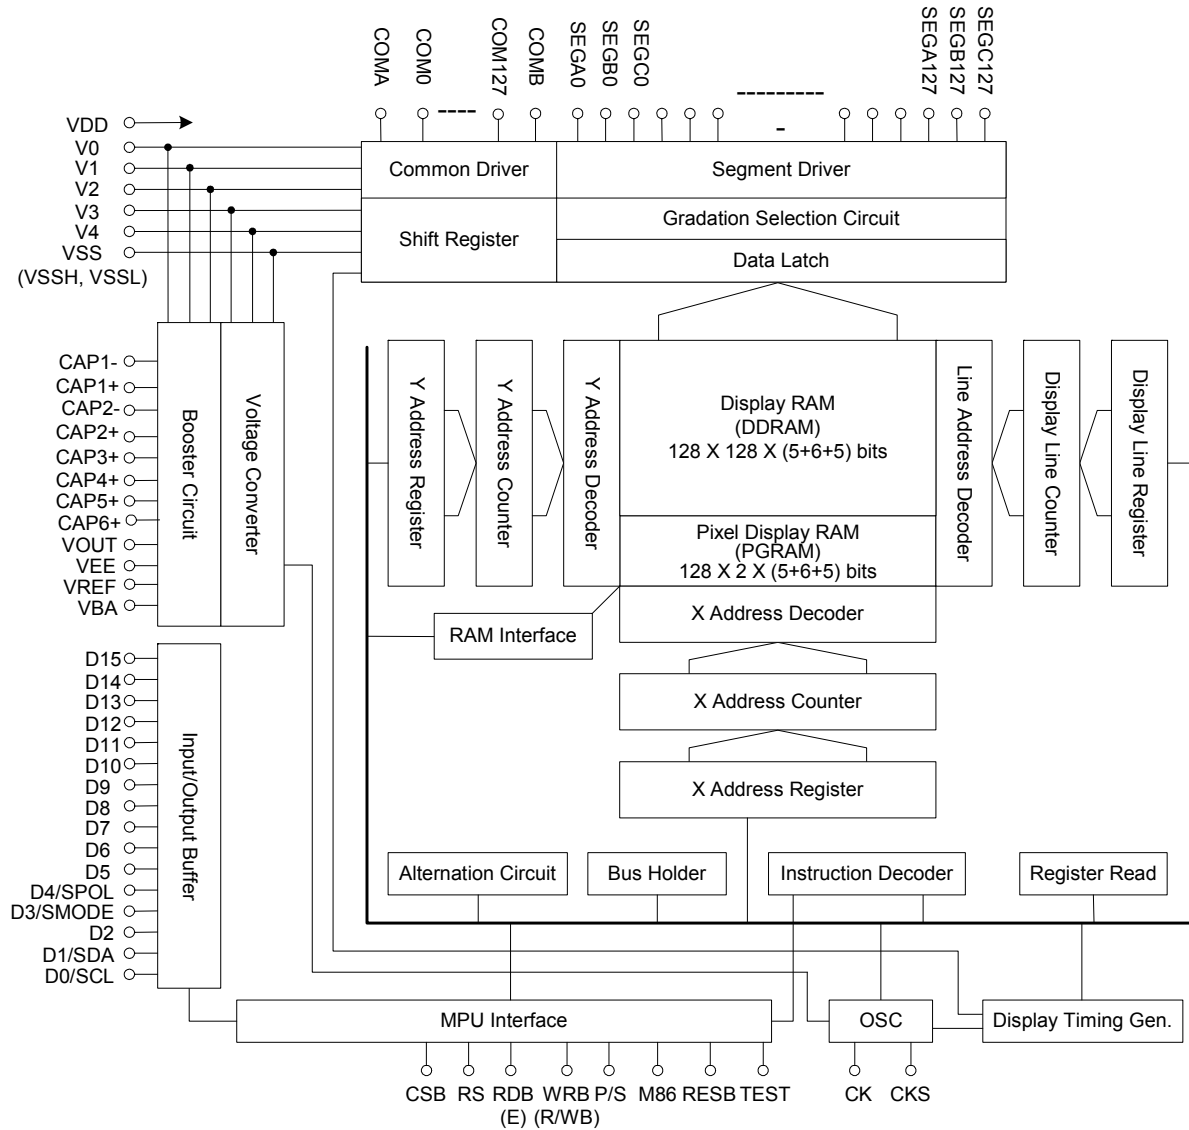 COMA
COM0
COM127
COMB
SEGA0
SEGB0
SEGC0
SEGA127
SEGB127
SEGC127
VDD
V0
V1
V2
V3
V4
VSS
(VSSH, VSSL)
Common Driver
Segment Driver
Shift Register
Gradation Selection Circuit
Data Latch
CAP1-
CAP1+
CAP2-
CAP2+
CAP3+
CAP4+
CAP5+
CAP6+
VOUT
VEE
VREF
VBA
Booster Circuit
Voltage Converter
Y Address Register
Y Address Counter
Y Address Decoder
Display RAM
(DDRAM)
128 X 128 X (5+6+5) bits
Pixel Display RAM
(PGRAM)
128 X 2 X (5+6+5) bits
Line Address Decoder
Display Line Counter
Display Line Register
RAM Interface
X Address Decoder
X Address Counter
X Address Register
D15
D14
D13
D12
D11
D10
D9
D8
D7
D6
D5
D4/SPOL
D3/SMODE
D2
D1/SDA
D0/SCL
Input/Output Buffer
Alternation Circuit
Bus Holder
Instruction Decoder
Register Read
MPU Interface
OSC
Display Timing Gen.
CSB
RS
RDB
(E)
WRB
(R/WB)
P/S
M86
RESB
TEST
CK
CKS